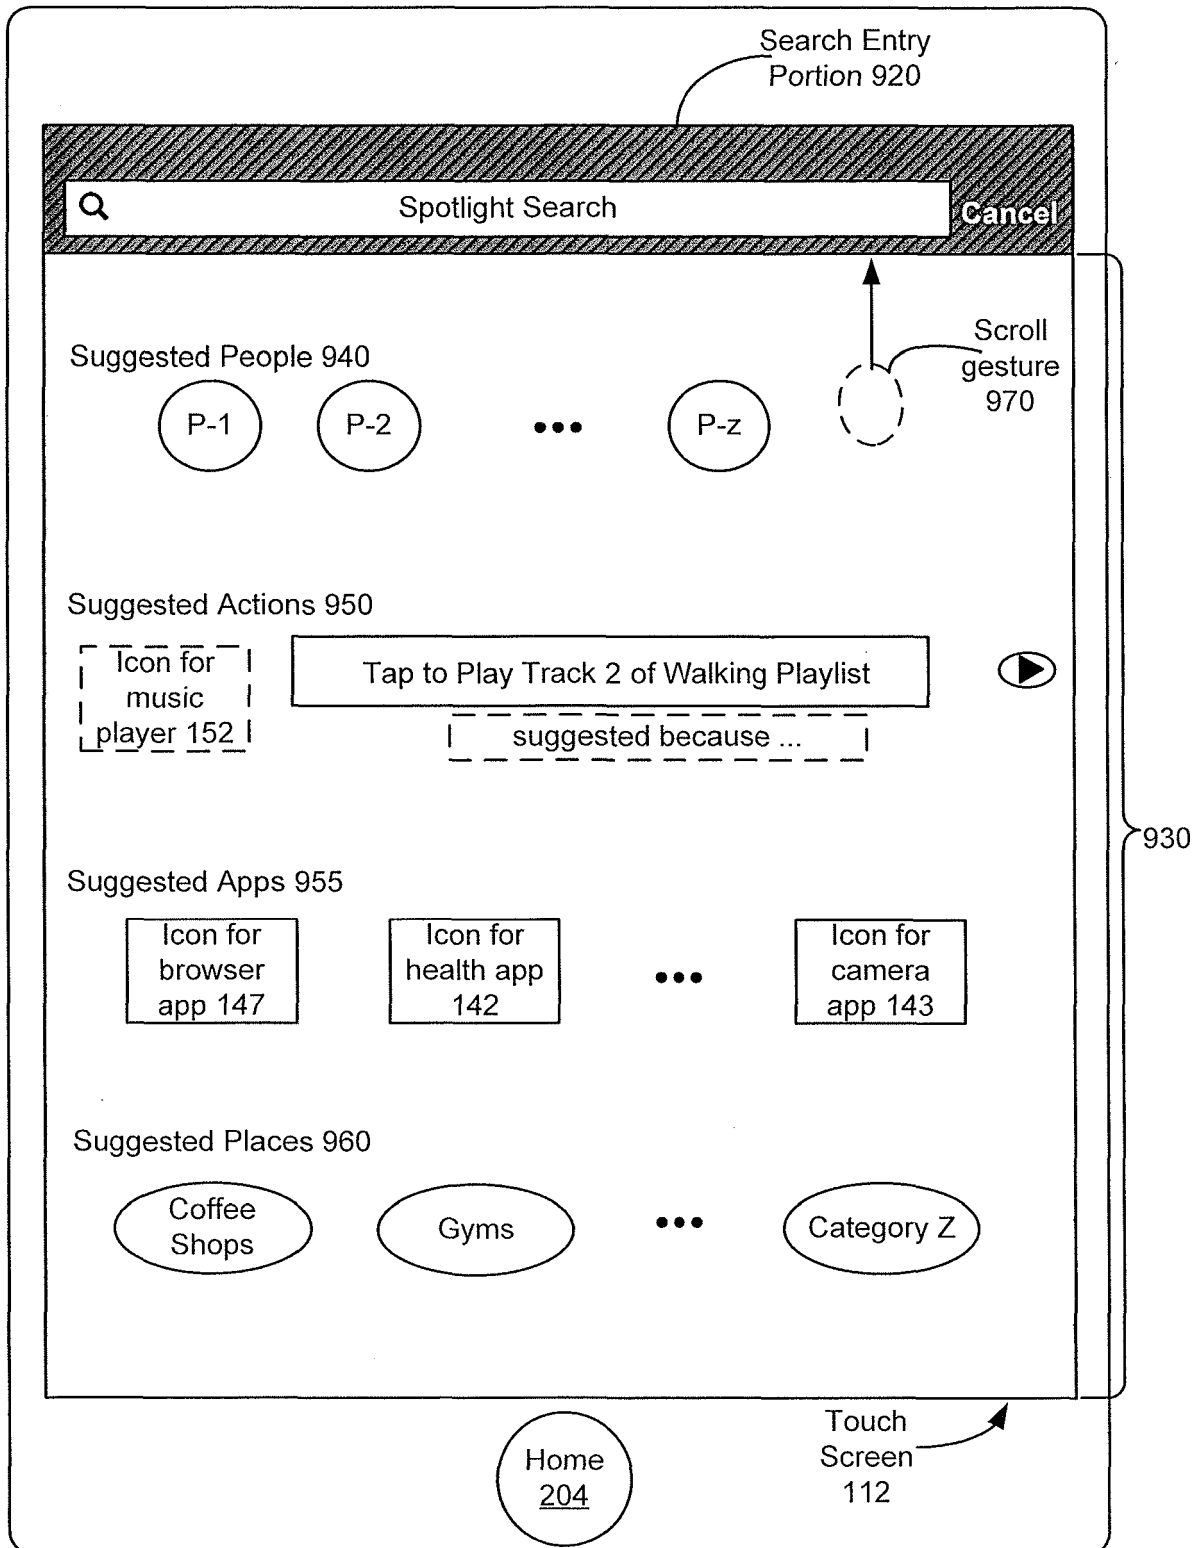 Search Entry
Portion 920
Spotlight Search
Cancel
Suggested People 940
Scroll
gesture
970
P-1
P-2
•••
P-z
Suggested Actions 950
Icon for
music
player 152
Tap to Play Track 2 of Walking Playlist
suggested because ...
930
Suggested Apps 955
Icon for
browser
app 147
Icon for
health app
142
•••
Icon for
camera
app 143
Suggested Places 960
Coffee
Shops
Gyms
•••
Category Z
Home
204
Touch
Screen
112